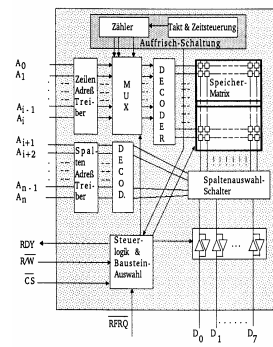 Zähler
Takt & Zeitsteuerung
Auffrisch-Schaltung
A0
A1
Ai-1
Ai
Zeilen
Adreß
Trei-
ber
MUX
DECODER
Speicher-
Matrix
Ai+1
Ai+2
An-1
An
Spal-
ten
Adreß
Trei-
ber
DECOD.
Spaltenauswahl-
Schalter
RDY
R/W
CS
Steuer-
logik &
Baustein-
Auswahl
RFRQ
D0 D1 ...... D7